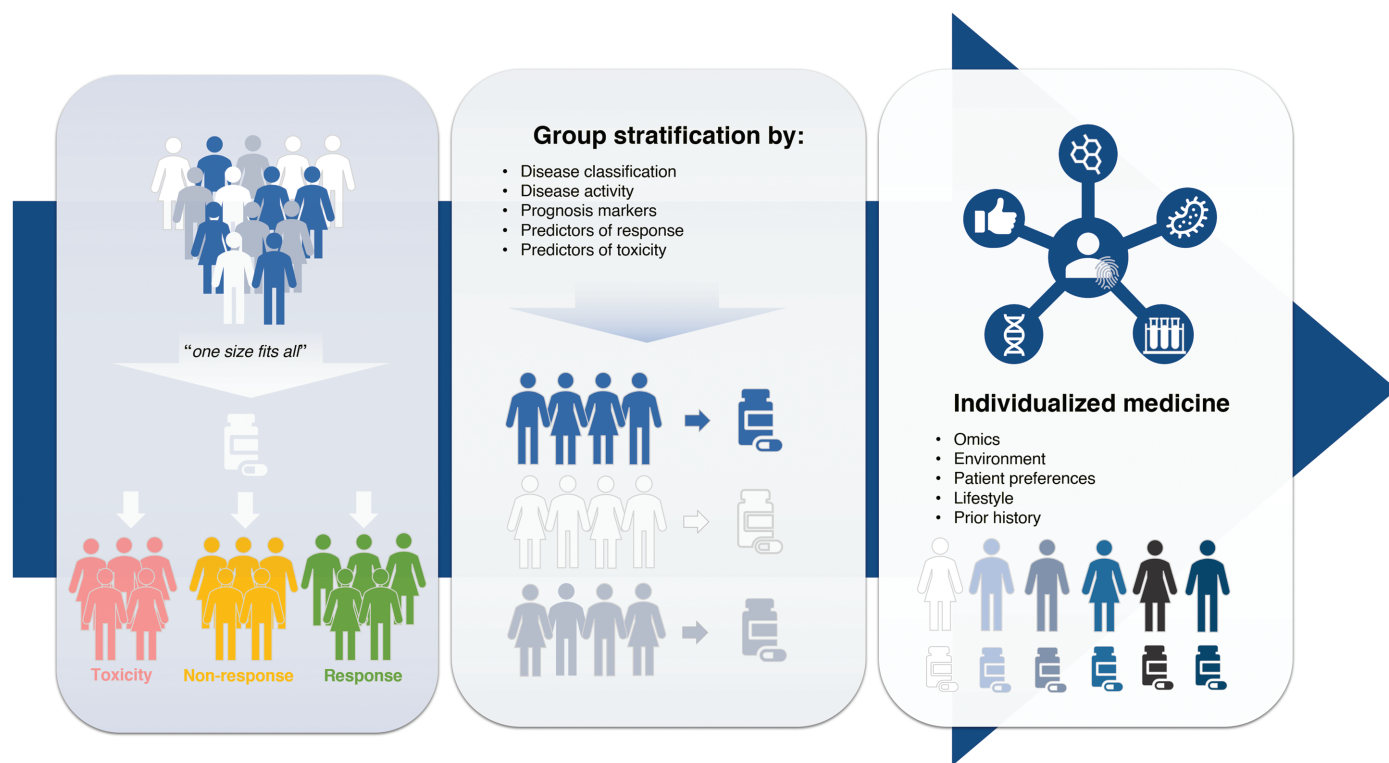 “one size fits all”
Toxicity
Non-response
Response
Group stratification by:
• Disease classification
• Disease activity
• Prognosis markers
• Predictors of response
• Predictors of toxicity
Individualized medicine
• Omics
• Environment
• Patient preferences
• Lifestyle
• Prior history